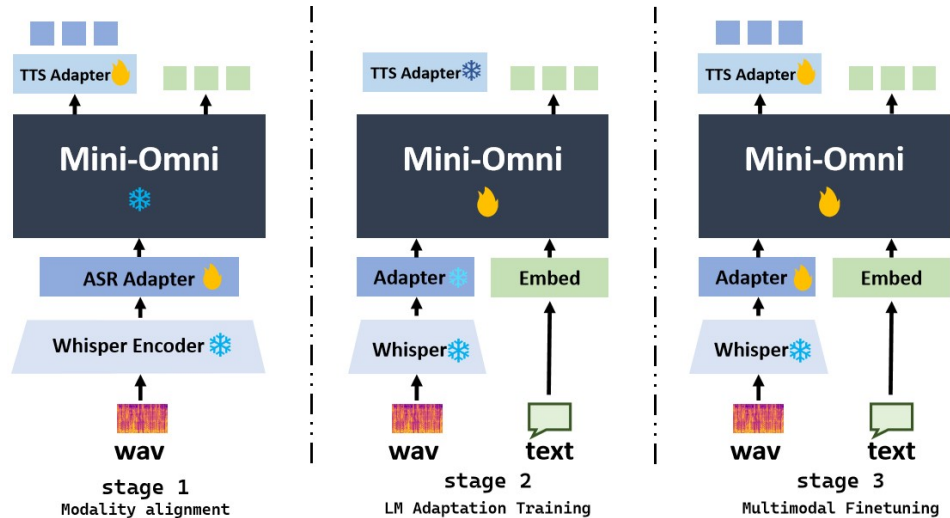 TTS Adapter
Mini-Omni
ASR Adapter
Whisper Encoder
wav
stage 1
Modality alignment
TTS Adapter
Mini-Omni
Adapter
Embed
Whisper
wav
text
stage 2
LM Adaptation Training
TTS Adapter
Mini-Omni
Adapter
Embed
Whisper
wav
text
stage 3
Multimodal Finetuning